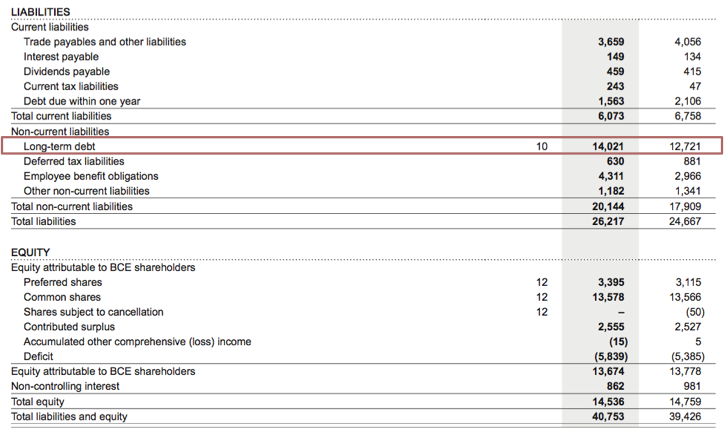 LIABILITIES
Current liabilities
Trade payables and other liabilities 3,659 4,056
Interest payable 149 134
Dividends payable 459 415
Current tax liabilities 243 47
Debt due within one year 1,563 2,106
Total current liabilities 6,073 6,758
Non-current liabilities
Long-term debt 10 14,021 12,721
Deferred tax liabilities 630 881
Employee benefit obligations 4,311 2,966
Other non-current liabilities 1,182 1,341
Total non-current liabilities 20,144 17,909
Total liabilities 26,217 24,667
EQUITY
Equity attributable to BCE shareholders
Preferred shares 12 3,395 3,115
Common shares 12 13,578 13,566
Shares subject to cancellation 12 – (50)
Contributed surplus 2,555 2,527
Accumulated other comprehensive (loss) income (15) 5
Deficit (5,839) (5,385)
Equity attributable to BCE shareholders 13,674 13,778
Non-controlling interest 862 981
Total equity 14,536 14,759
Total liabilities and equity 40,753 39,426